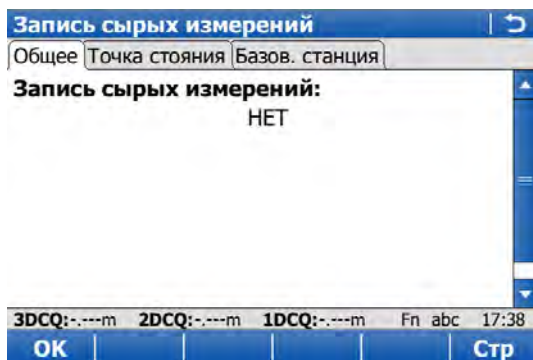 Запись сырых измерений
Общее Точка стояния Базов. станция
Запись сырых измерений:
НЕТ
3DCQ:-.---m 2DCQ:-.---m 1DCQ:-.---m Fn abc 17:38
OK Стр